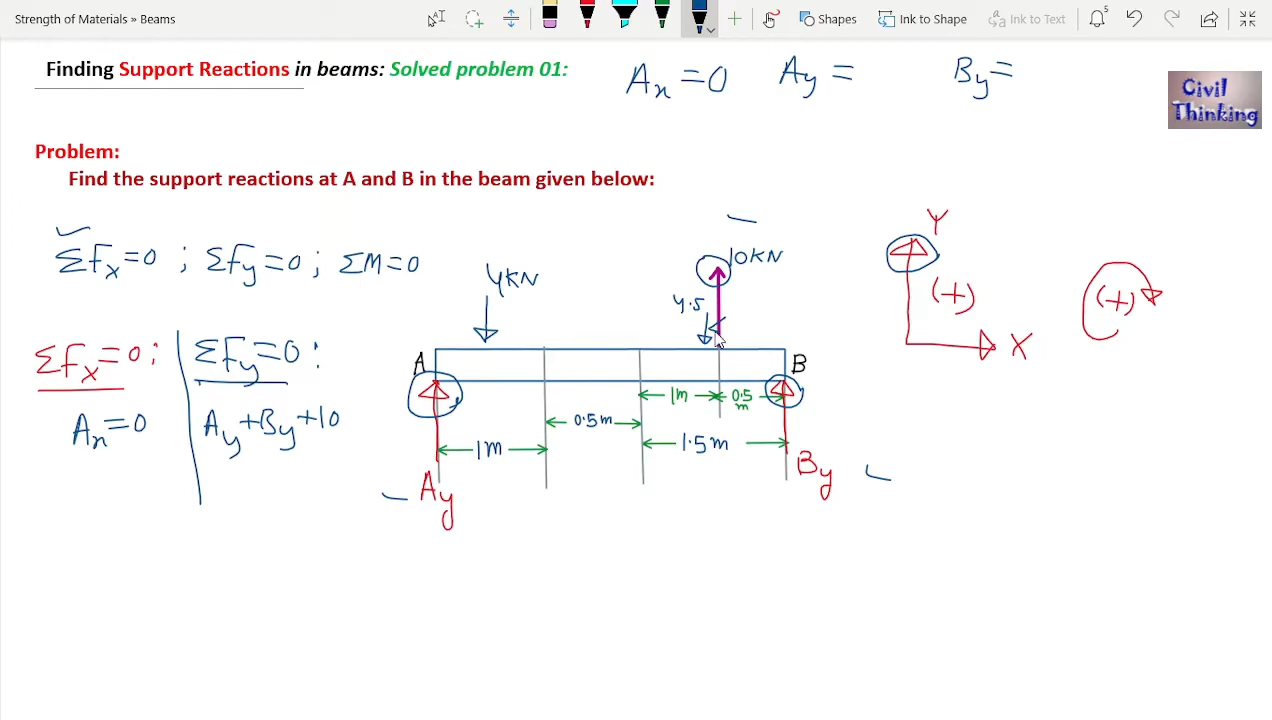 Strength of Materials » Beams
Shapes
Ink to Shape
Ink to Text
5
Finding Support Reactions in beams: Solved problem 01:
Ax = 0 Ay = By =
Civil Thinking
Problem:
Find the support reactions at A and B in the beam given below:
ΣFx = 0 ; ΣFy = 0 ; ΣM = 0
4KN
10KN
4.5
Y
(+)
X
(+)
ΣFx = 0 ;
Ax = 0
ΣFy = 0 :
Ay + By + 10
A
B
1m
0.5 m
0.5m
1m
1.5m
Ay
By